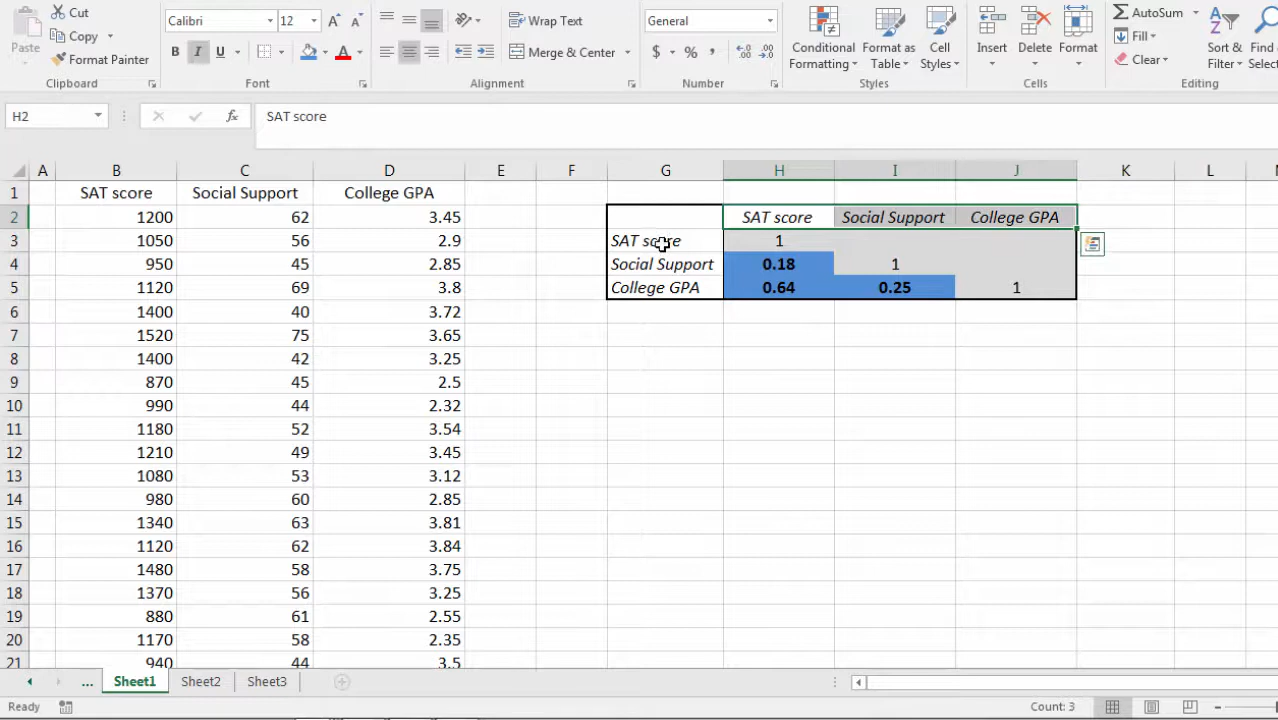 Cut
Copy
Format Painter
Paste
Clipboard
Calibri 12 A A
B I U A
Font
Wrap Text
Merge & Center
Alignment
General
$ % ,
Number
Conditional Formatting
Format as Table
Cell Styles
Styles
Insert
Delete
Format
Cells
AutoSum
Fill
Clear
Sort & Filter
Find
Editing
H2 fx SAT score
A B C D E F G H I J K L
1 SAT score Social Support College GPA
2 1200 62 3.45 SAT score Social Support College GPA
3 1050 56 2.9 SAT score 1
4 950 45 2.85 Social Support 0.18 1
5 1120 69 3.8 College GPA 0.64 0.25 1
6 1400 40 3.72
7 1520 75 3.65
8 1400 42 3.25
9 870 45 2.5
10 990 44 2.32
11 1180 52 3.54
12 1210 49 3.45
13 1080 53 3.12
14 980 60 2.85
15 1340 63 3.81
16 1120 62 3.84
17 1480 58 3.75
18 1370 56 3.25
19 880 61 2.55
20 1170 58 2.35
21 940 44 3.5
... Sheet1 Sheet2 Sheet3
Ready Count: 3